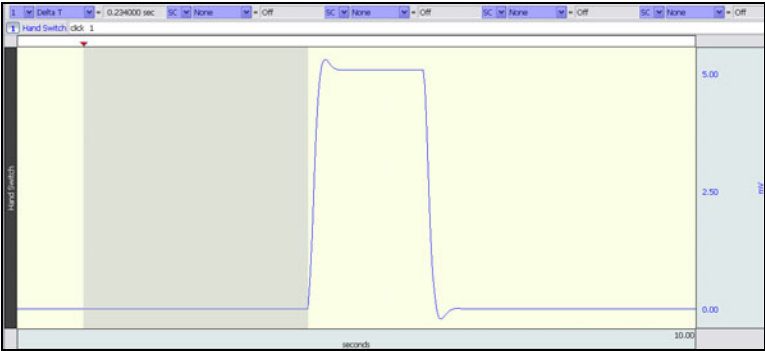 1 Delta T = 0.234000 sec SC None = Off SC None = Off SC None = Off SC None = Off
1 Hand Switch click 1
Hand Switch
5.00
2.50
0.00
mV
10.00
seconds